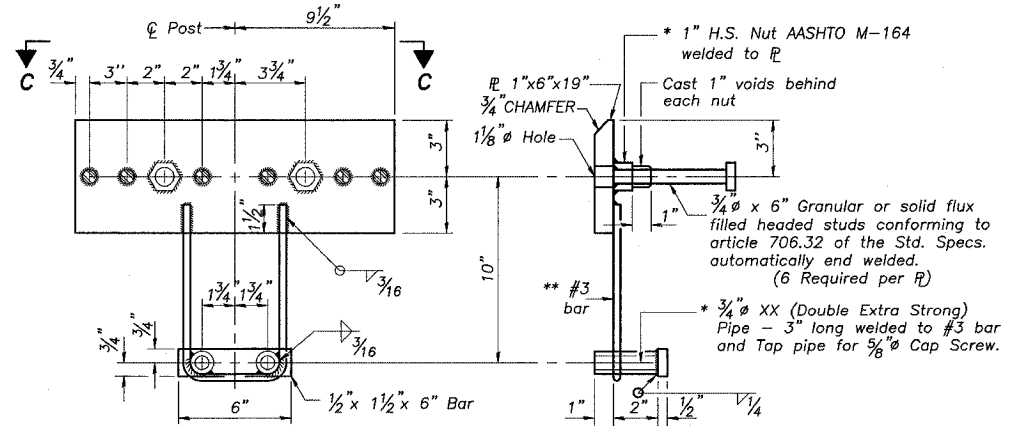 ℄ Post
9½"
C
C
¾"
3"
2"
2"
1¾"
3¾"
3"
3"
1½"
10"
3/16
1¾"
1¾"
¾"
¾"
3/16
6"
½"x 1½"x 6" Bar
* 1" H.S. Nut AASHTO M-164
welded to ℙL
ℙL 1"x6"x19"
¾"CHAMFER
1⅛"ø Hole
Cast 1" voids behind
each nut
3"
1"
¾"ø x 6" Granular or solid flux
filled headed studs conforming to
article 706.32 of the Std. Specs.
automatically end welded.
(6 Required per ℙL)
** #3
bar
* ¾"ø XX (Double Extra Strong)
Pipe - 3" long welded to #3 bar
and Tap pipe for ⅝"ø Cap Screw.
1"
2"
½"
¼